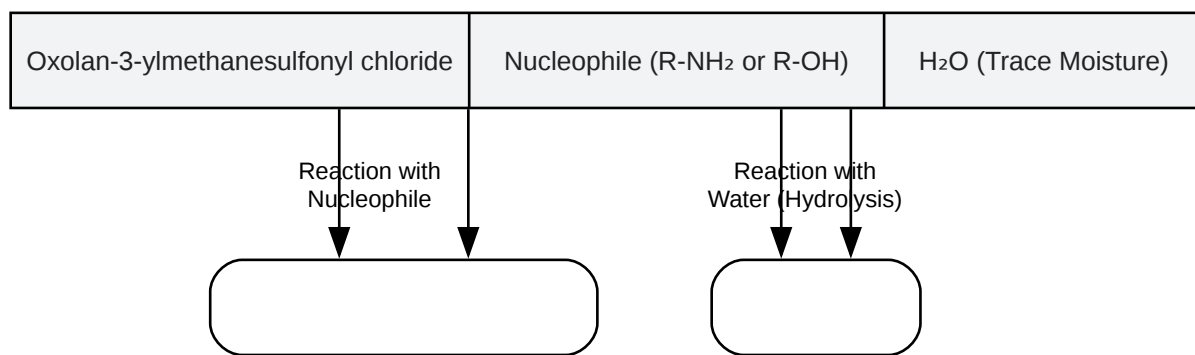 Oxolan-3-ylmethanesulfonyl chloride
Nucleophile (R-NH₂ or R-OH)
H₂O (Trace Moisture)
Reaction with
Nucleophile
Reaction with
Water (Hydrolysis)